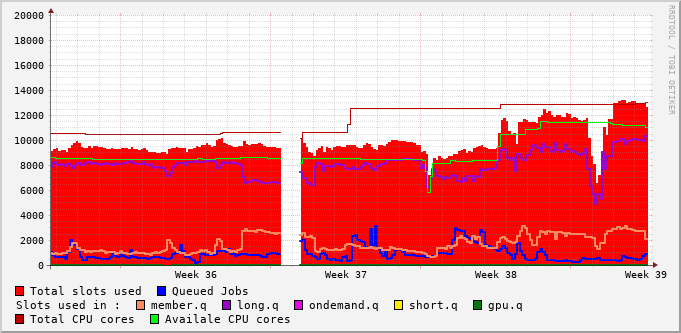 RRDTOOL / TOBI OETIKER
20000
18000
16000
14000
12000
10000
8000
6000
4000
2000
0
Week 36 Week 37 Week 38 Week 39
Total slots used Queued Jobs
Slots used in : member.q long.q ondemand.q short.q gpu.q
Total CPU cores Availale CPU cores